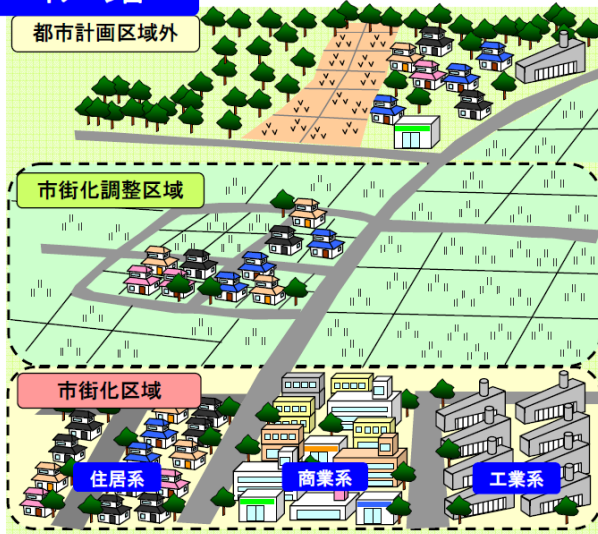 都市計画区域外
市街化調整区域
市街化区域
住居系
商業系
工業系